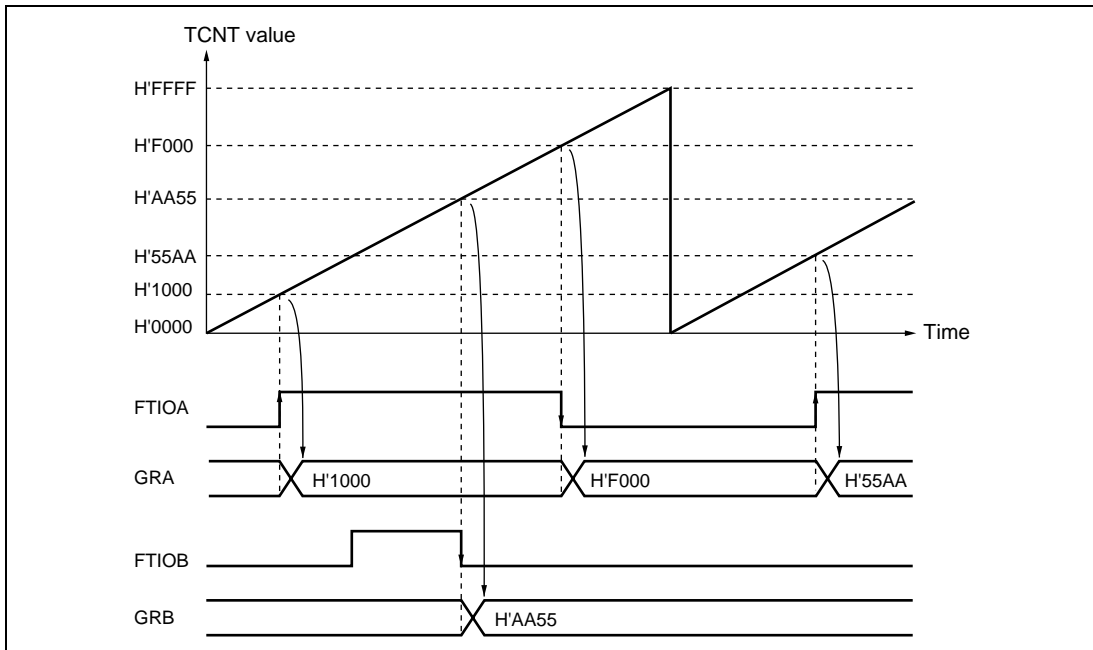 TCNT value
H'FFFF
H'F000
H'AA55
H'55AA
H'1000
H'0000
Time
FTIOA
GRA
H'1000
H'F000
H'55AA
FTIOB
GRB
H'AA55